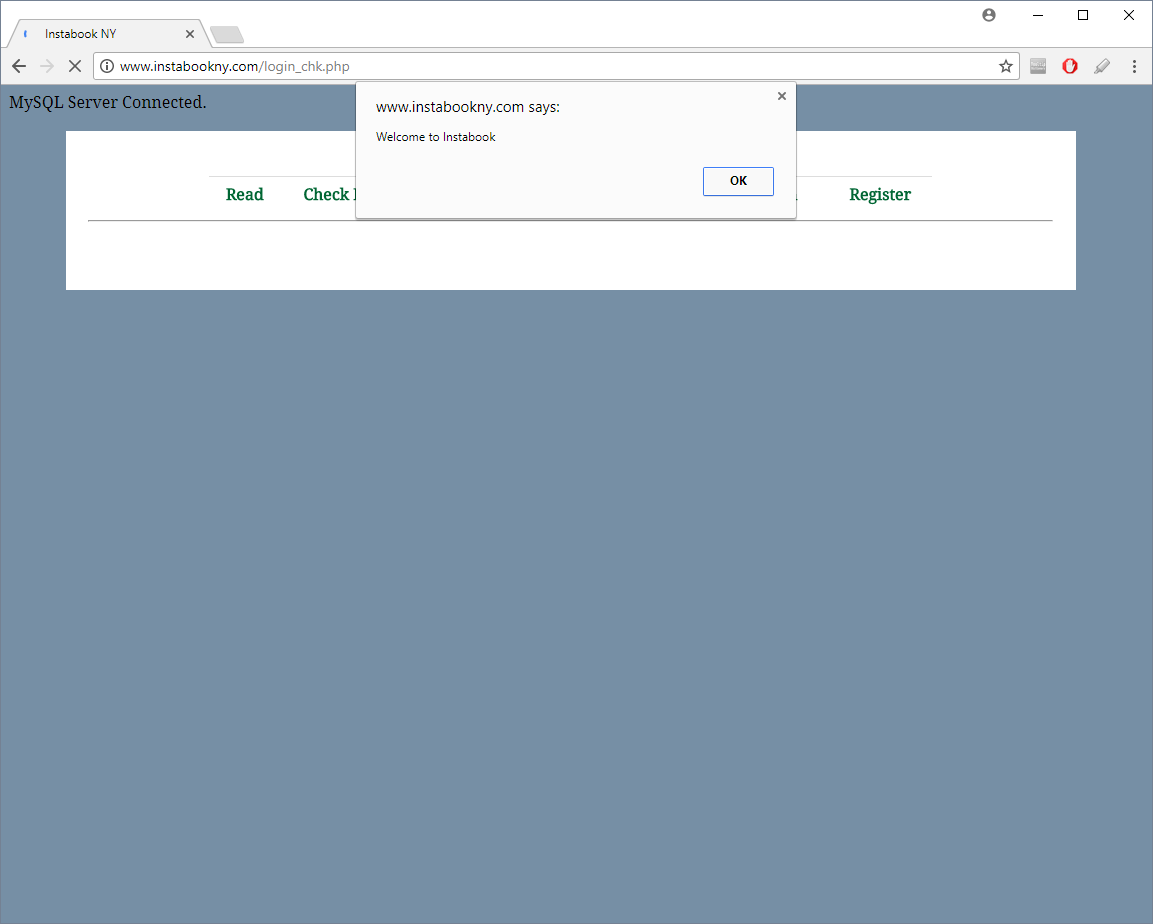 Instabook NY
www.instabookny.com/login_chk.php
MySQL Server Connected.
www.instabookny.com says:
Welcome to Instabook
OK
Read Check Register